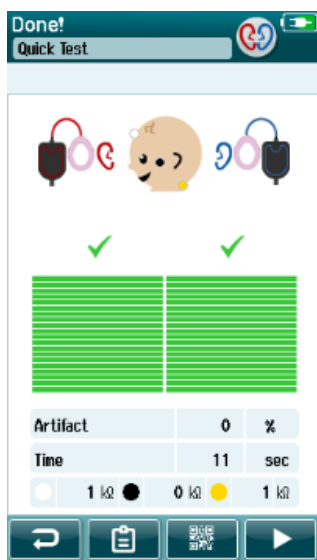 Done!
Quick Test
Artifact 0 %
Time 11 sec
1 kΩ 0 kΩ 1 kΩ